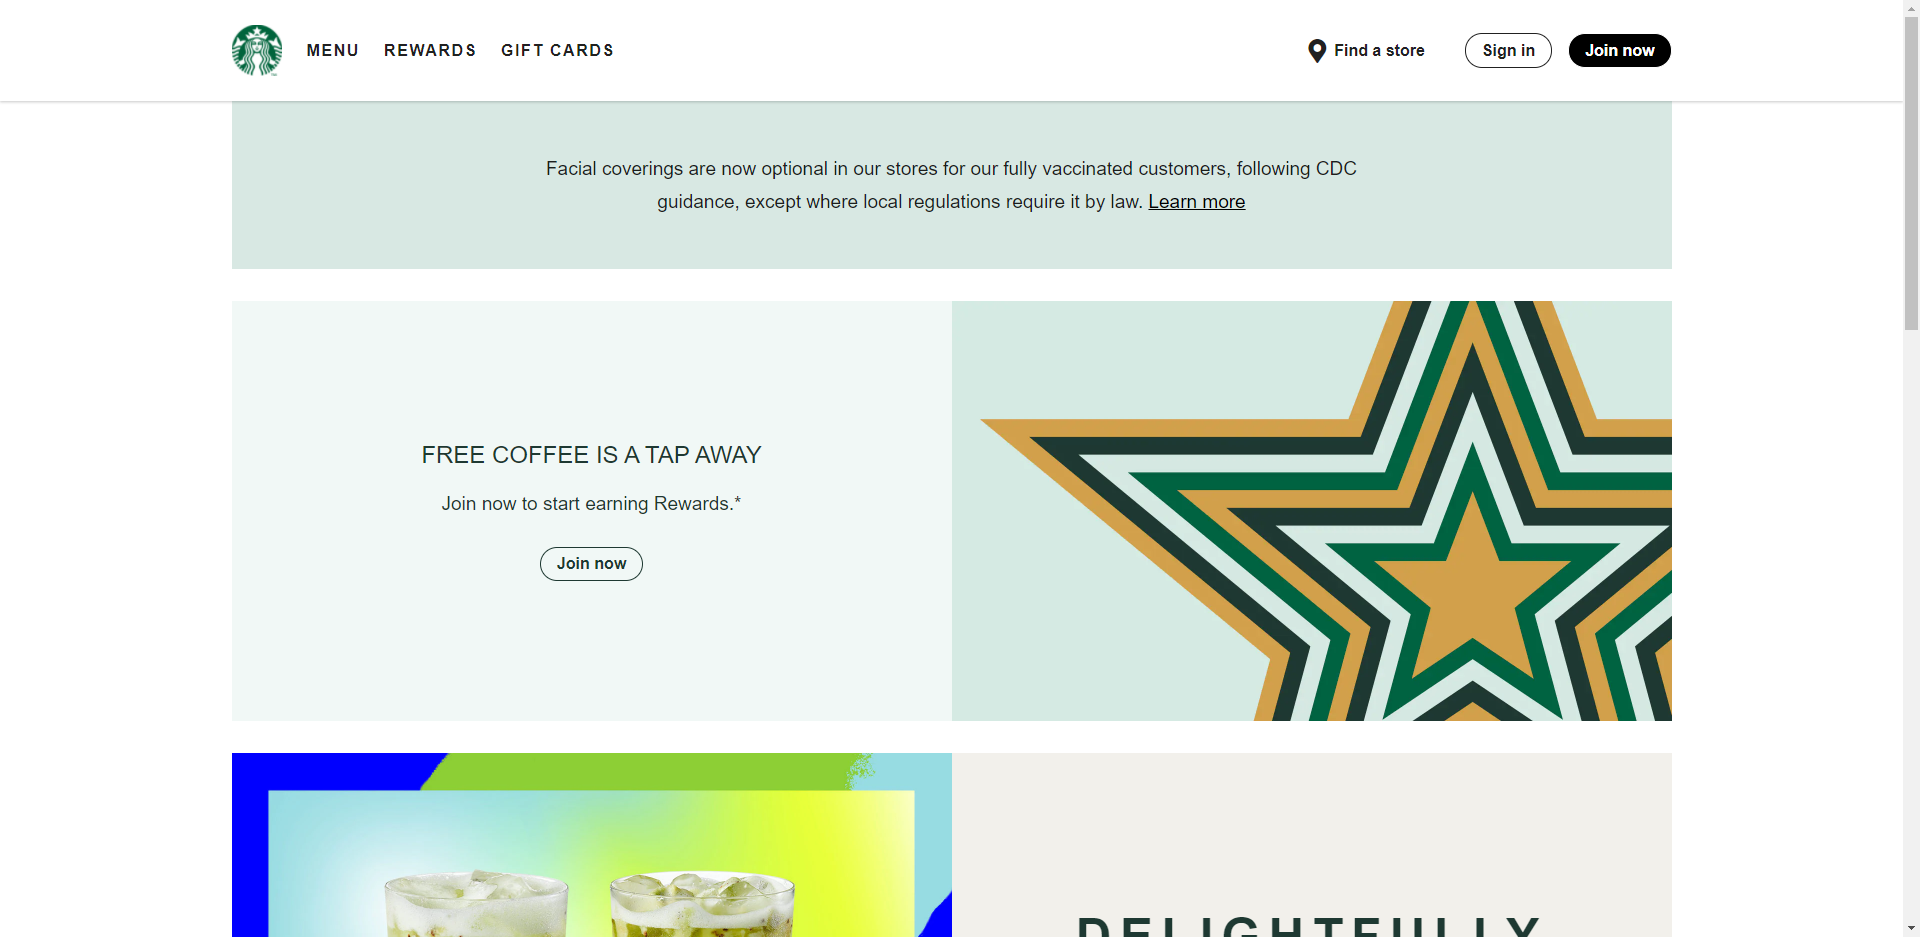 MENU REWARDS GIFT CARDS Find a store Sign in Join now
Facial coverings are now optional in our stores for our fully vaccinated customers, following CDC
guidance, except where local regulations require it by law. Learn more
FREE COFFEE IS A TAP AWAY
Join now to start earning Rewards.*
Join now
DELIGHTFULLY